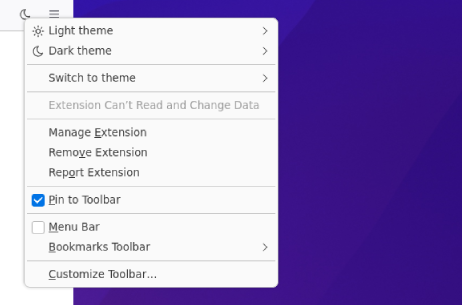 Light theme
Dark theme
Switch to theme
Extension Can't Read and Change Data
Manage Extension
Remove Extension
Report Extension
Pin to Toolbar
Menu Bar
Bookmarks Toolbar
Customize Toolbar...